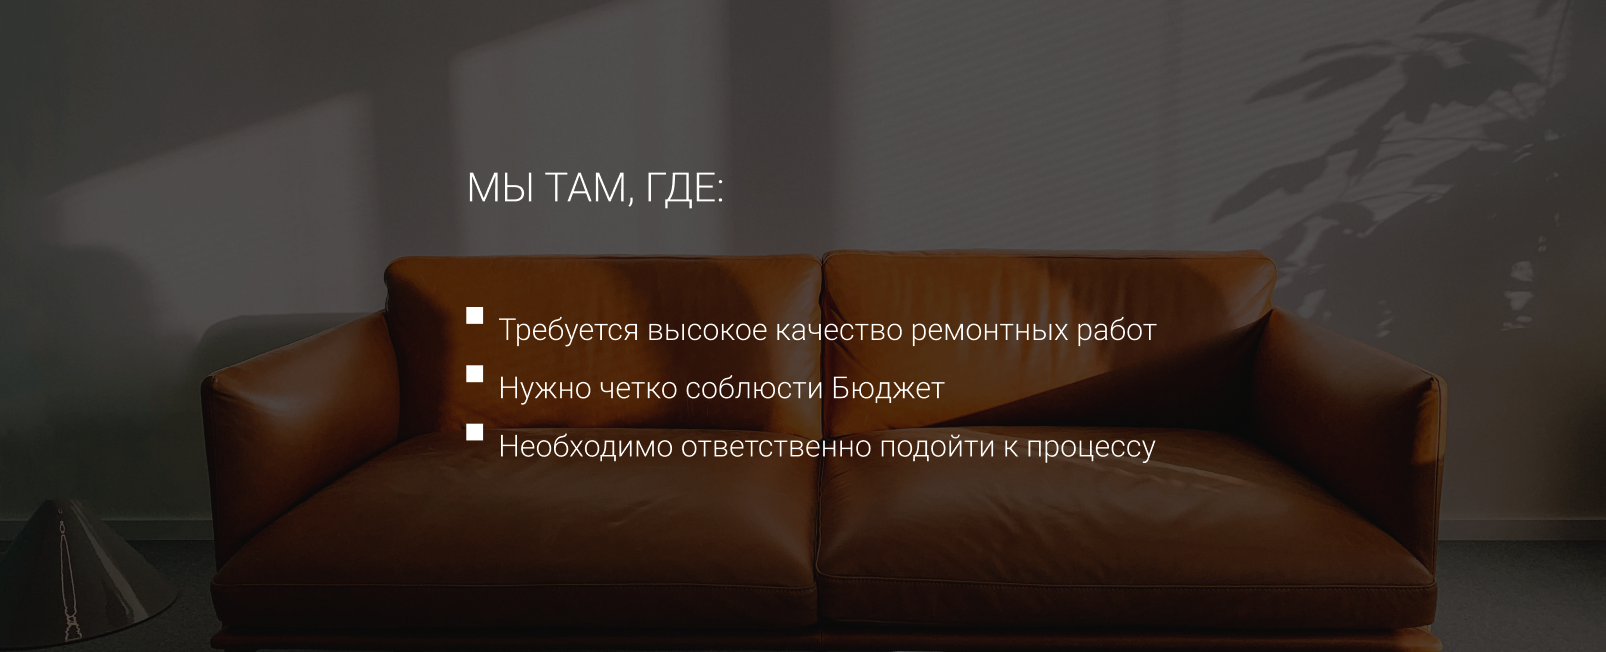 МЫ ТАМ, ГДЕ:
Требуется высокое качество ремонтных работ
Нужно четко соблюсти Бюджет
Необходимо ответственно подойти к процессу